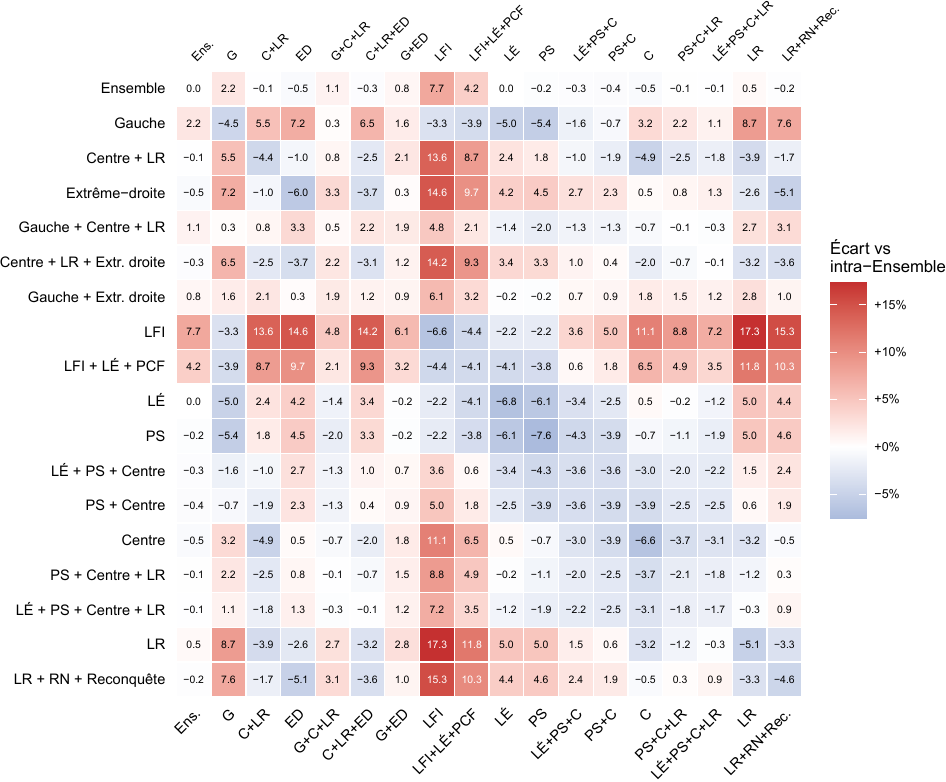 Ens. G C+LR ED G+C+LR C+LR+ED G+ED LFI LFI+LÉ+PCF LÉ PS LÉ+PS+C PS+C C PS+C+LR LÉ+PS+C+LR LR LR+RN+Rec.
Ensemble 0.0 2.2 −0.1 −0.5 1.1 −0.3 0.8 7.7 4.2 0.0 −0.2 −0.3 −0.4 −0.5 −0.1 −0.1 0.5 −0.2
Gauche 2.2 −4.5 5.5 7.2 0.3 6.5 1.6 −3.3 −3.9 −5.0 −5.4 −1.6 −0.7 3.2 2.2 1.1 8.7 7.6
Centre + LR −0.1 5.5 −4.4 −1.0 0.8 −2.5 2.1 13.6 8.7 2.4 1.8 −1.0 −1.9 −4.9 −2.5 −1.8 −3.9 −1.7
Extrême−droite −0.5 7.2 −1.0 −6.0 3.3 −3.7 0.3 14.6 9.7 4.2 4.5 2.7 2.3 0.5 0.8 1.3 −2.6 −5.1
Gauche + Centre + LR 1.1 0.3 0.8 3.3 0.5 2.2 1.9 4.8 2.1 −1.4 −2.0 −1.3 −1.3 −0.7 −0.1 −0.3 2.7 3.1
Centre + LR + Extr. droite −0.3 6.5 −2.5 −3.7 2.2 −3.1 1.2 14.2 9.3 3.4 3.3 1.0 0.4 −2.0 −0.7 −0.1 −3.2 −3.6
Gauche + Extr. droite 0.8 1.6 2.1 0.3 1.9 1.2 0.9 6.1 3.2 −0.2 −0.2 0.7 0.9 1.8 1.5 1.2 2.8 1.0
LFI 7.7 −3.3 13.6 14.6 4.8 14.2 6.1 −6.6 −4.4 −2.2 −2.2 3.6 5.0 11.1 8.8 7.2 17.3 15.3
LFI + LÉ + PCF 4.2 −3.9 8.7 9.7 2.1 9.3 3.2 −4.4 −4.1 −4.1 −3.8 0.6 1.8 6.5 4.9 3.5 11.8 10.3
LÉ 0.0 −5.0 2.4 4.2 −1.4 3.4 −0.2 −2.2 −4.1 −6.8 −6.1 −3.4 −2.5 0.5 −0.2 −1.2 5.0 4.4
PS −0.2 −5.4 1.8 4.5 −2.0 3.3 −0.2 −2.2 −3.8 −6.1 −7.6 −4.3 −3.9 −0.7 −1.1 −1.9 5.0 4.6
LÉ + PS + Centre −0.3 −1.6 −1.0 2.7 −1.3 1.0 0.7 3.6 0.6 −3.4 −4.3 −3.6 −3.6 −3.0 −2.0 −2.2 1.5 2.4
PS + Centre −0.4 −0.7 −1.9 2.3 −1.3 0.4 0.9 5.0 1.8 −2.5 −3.9 −3.6 −3.9 −3.9 −2.5 −2.5 0.6 1.9
Centre −0.5 3.2 −4.9 0.5 −0.7 −2.0 1.8 11.1 6.5 0.5 −0.7 −3.0 −3.9 −6.6 −3.7 −3.1 −3.2 −0.5
PS + Centre + LR −0.1 2.2 −2.5 0.8 −0.1 −0.7 1.5 8.8 4.9 −0.2 −1.1 −2.0 −2.5 −3.7 −2.1 −1.8 −1.2 0.3
LÉ + PS + Centre + LR −0.1 1.1 −1.8 1.3 −0.3 −0.1 1.2 7.2 3.5 −1.2 −1.9 −2.2 −2.5 −3.1 −1.8 −1.7 −0.3 0.9
LR 0.5 8.7 −3.9 −2.6 2.7 −3.2 2.8 17.3 11.8 5.0 5.0 1.5 0.6 −3.2 −1.2 −0.3 −5.1 −3.3
LR + RN + Reconquête −0.2 7.6 −1.7 −5.1 3.1 −3.6 1.0 15.3 10.3 4.4 4.6 2.4 1.9 −0.5 0.3 0.9 −3.3 −4.6
Ens. G C+LR ED G+C+LR C+LR+ED G+ED LFI LFI+LÉ+PCF LÉ PS LÉ+PS+C PS+C C PS+C+LR LÉ+PS+C+LR LR LR+RN+Rec.
Écart vs
intra−Ensemble
+15%
+10%
+5%
+0%
−5%